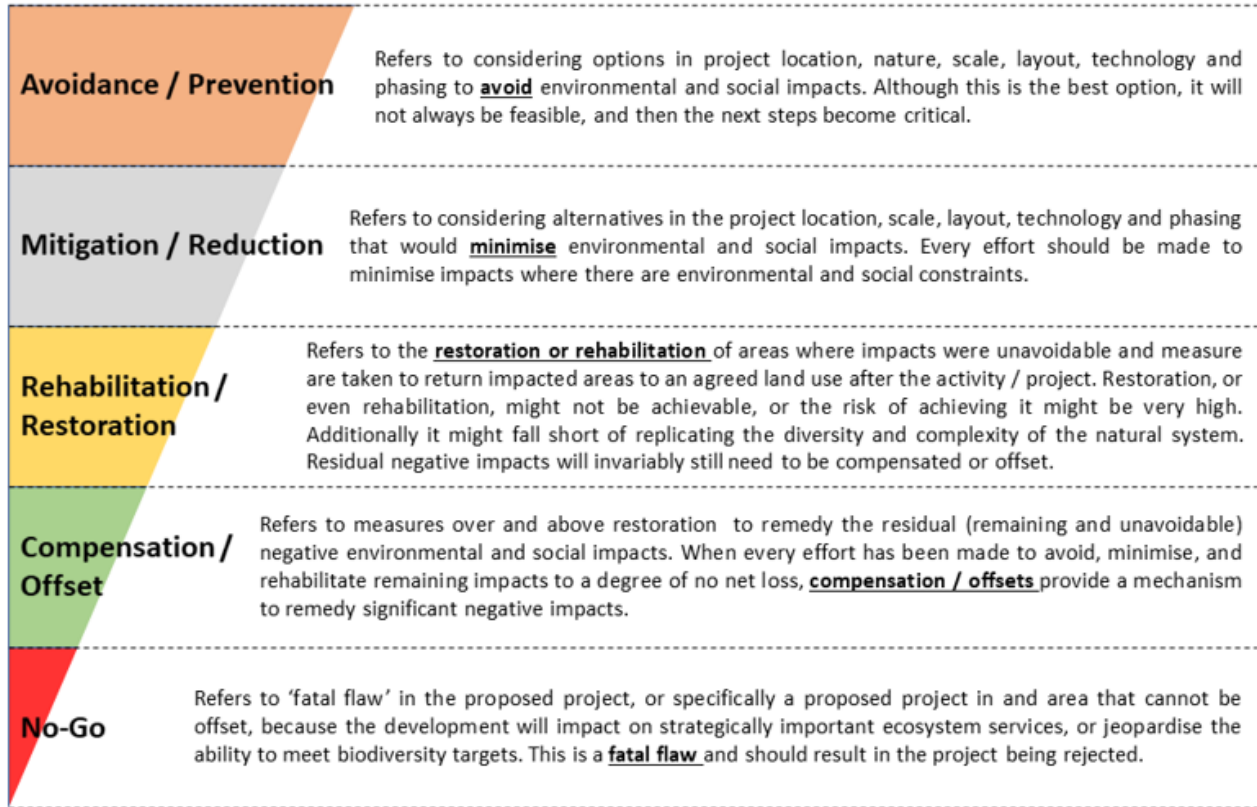 Avoidance / Prevention
Refers to considering options in project location, nature, scale, layout, technology and
phasing to avoid environmental and social impacts. Although this is the best option, it will
not always be feasible, and then the next steps become critical.
Mitigation / Reduction
Refers to considering alternatives in the project location, scale, layout, technology and phasing
that would minimise environmental and social impacts. Every effort should be made to
minimise impacts where there are environmental and social constraints.
Rehabilitation /
Restoration
Refers to the restoration or rehabilitation of areas where impacts were unavoidable and measure
are taken to return impacted areas to an agreed land use after the activity / project. Restoration, or
even rehabilitation, might not be achievable, or the risk of achieving it might be very high.
Additionally it might fall short of replicating the diversity and complexity of the natural system.
Residual negative impacts will invariably still need to be compensated or offset.
Compensation /
Offset
Refers to measures over and above restoration to remedy the residual (remaining and unavoidable)
negative environmental and social impacts. When every effort has been made to avoid, minimise, and
rehabilitate remaining impacts to a degree of no net loss, compensation / offsets provide a mechanism
to remedy significant negative impacts.
No-Go
Refers to ‘fatal flaw’ in the proposed project, or specifically a proposed project in and area that cannot be
offset, because the development will impact on strategically important ecosystem services, or jeopardise the
ability to meet biodiversity targets. This is a fatal flaw and should result in the project being rejected.